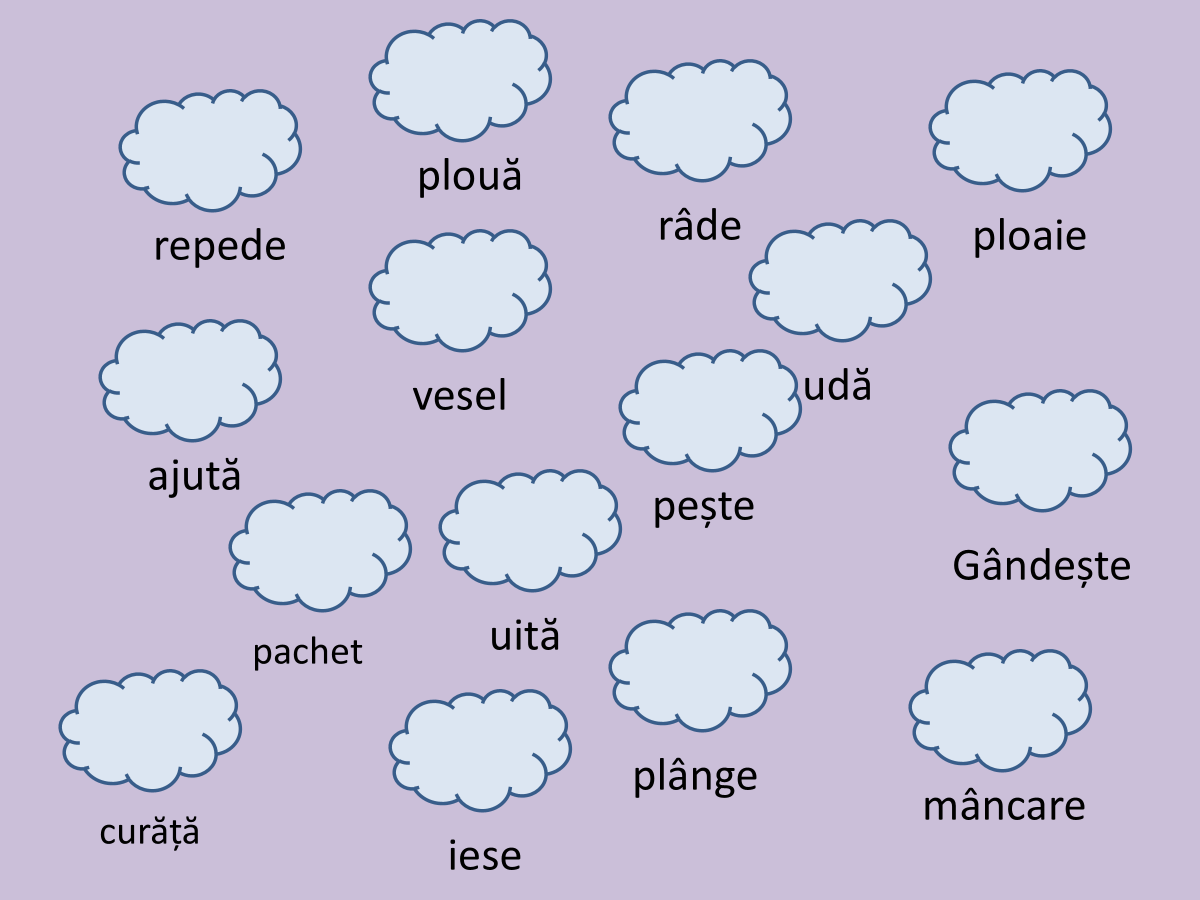 plouă
râde
ploaie
repede
udă
vesel
ajută
pește
Gândește
uită
pachet
plânge
mâncare
curăță
iese